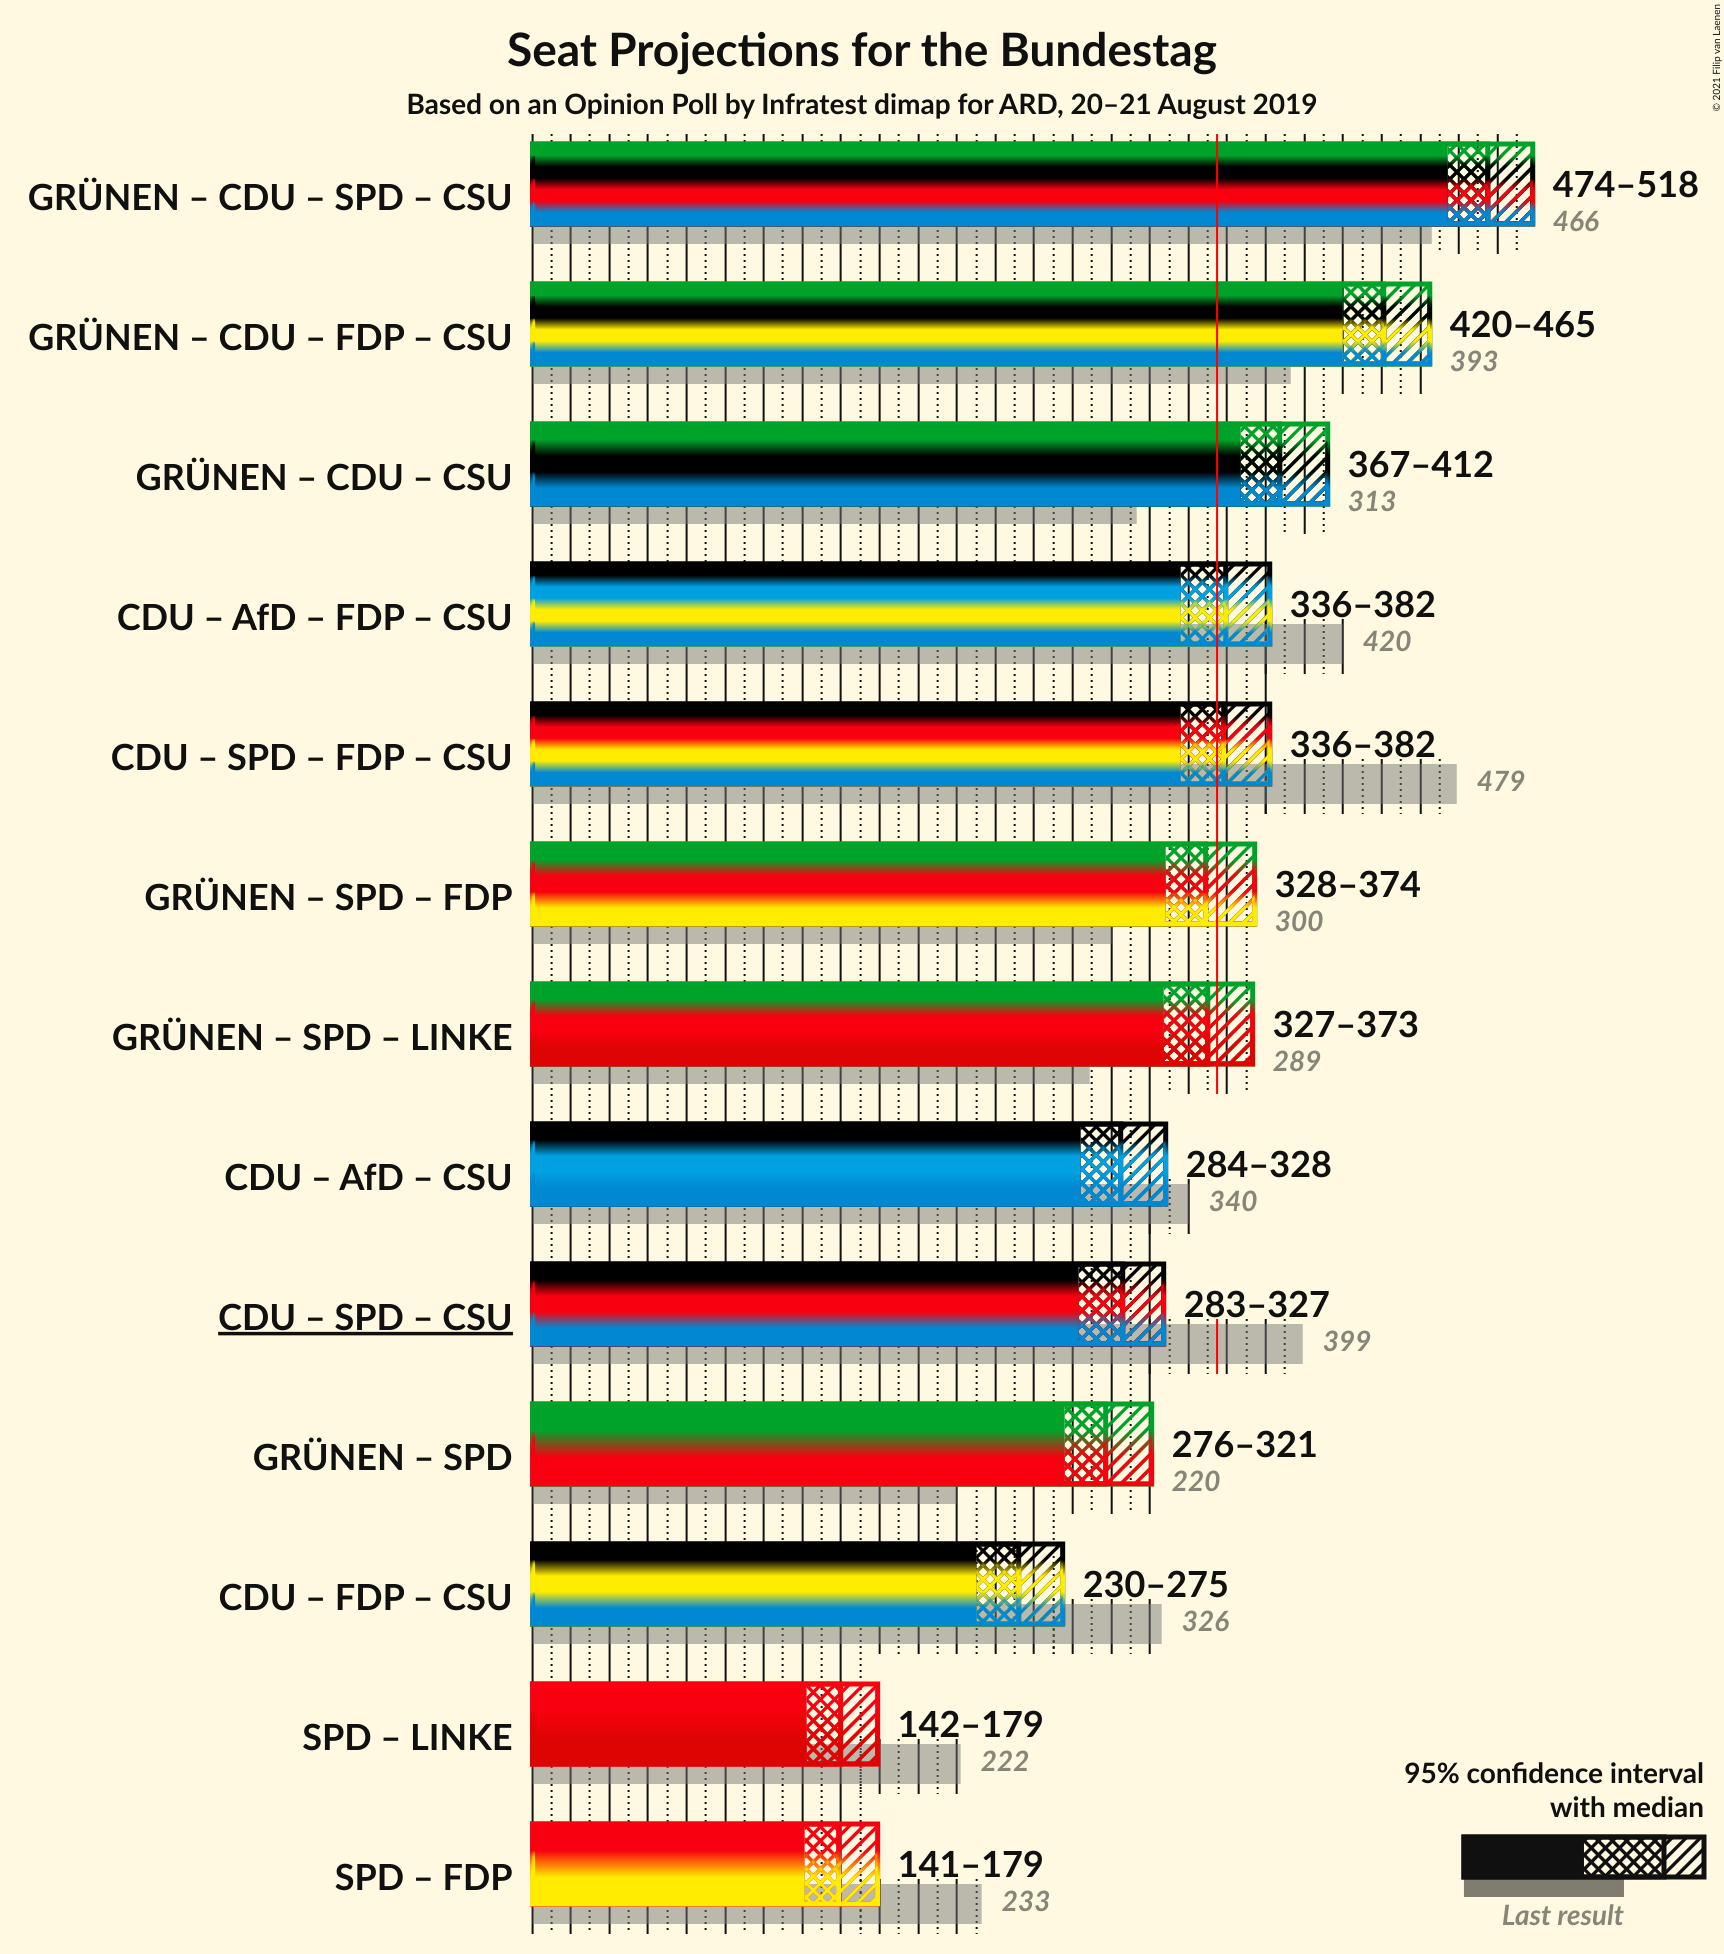 Seat Projections for the Bundestag
Based on an Opinion Poll by Infratest dimap for ARD, 20–21 August 2019
© 2021 Filip van Laenen
GRÜNEN – CDU – SPD – CSU
474–518
466
GRÜNEN – CDU – FDP – CSU
420–465
393
GRÜNEN – CDU – CSU
367–412
313
CDU – AfD – FDP – CSU
336–382
420
CDU – SPD – FDP – CSU
336–382
479
GRÜNEN – SPD – FDP
328–374
300
GRÜNEN – SPD – LINKE
327–373
289
CDU – AfD – CSU
284–328
340
CDU – SPD – CSU
283–327
399
GRÜNEN – SPD
276–321
220
CDU – FDP – CSU
230–275
326
SPD – LINKE
142–179
222
SPD – FDP
141–179
233
95% confidence interval
with median
Last result